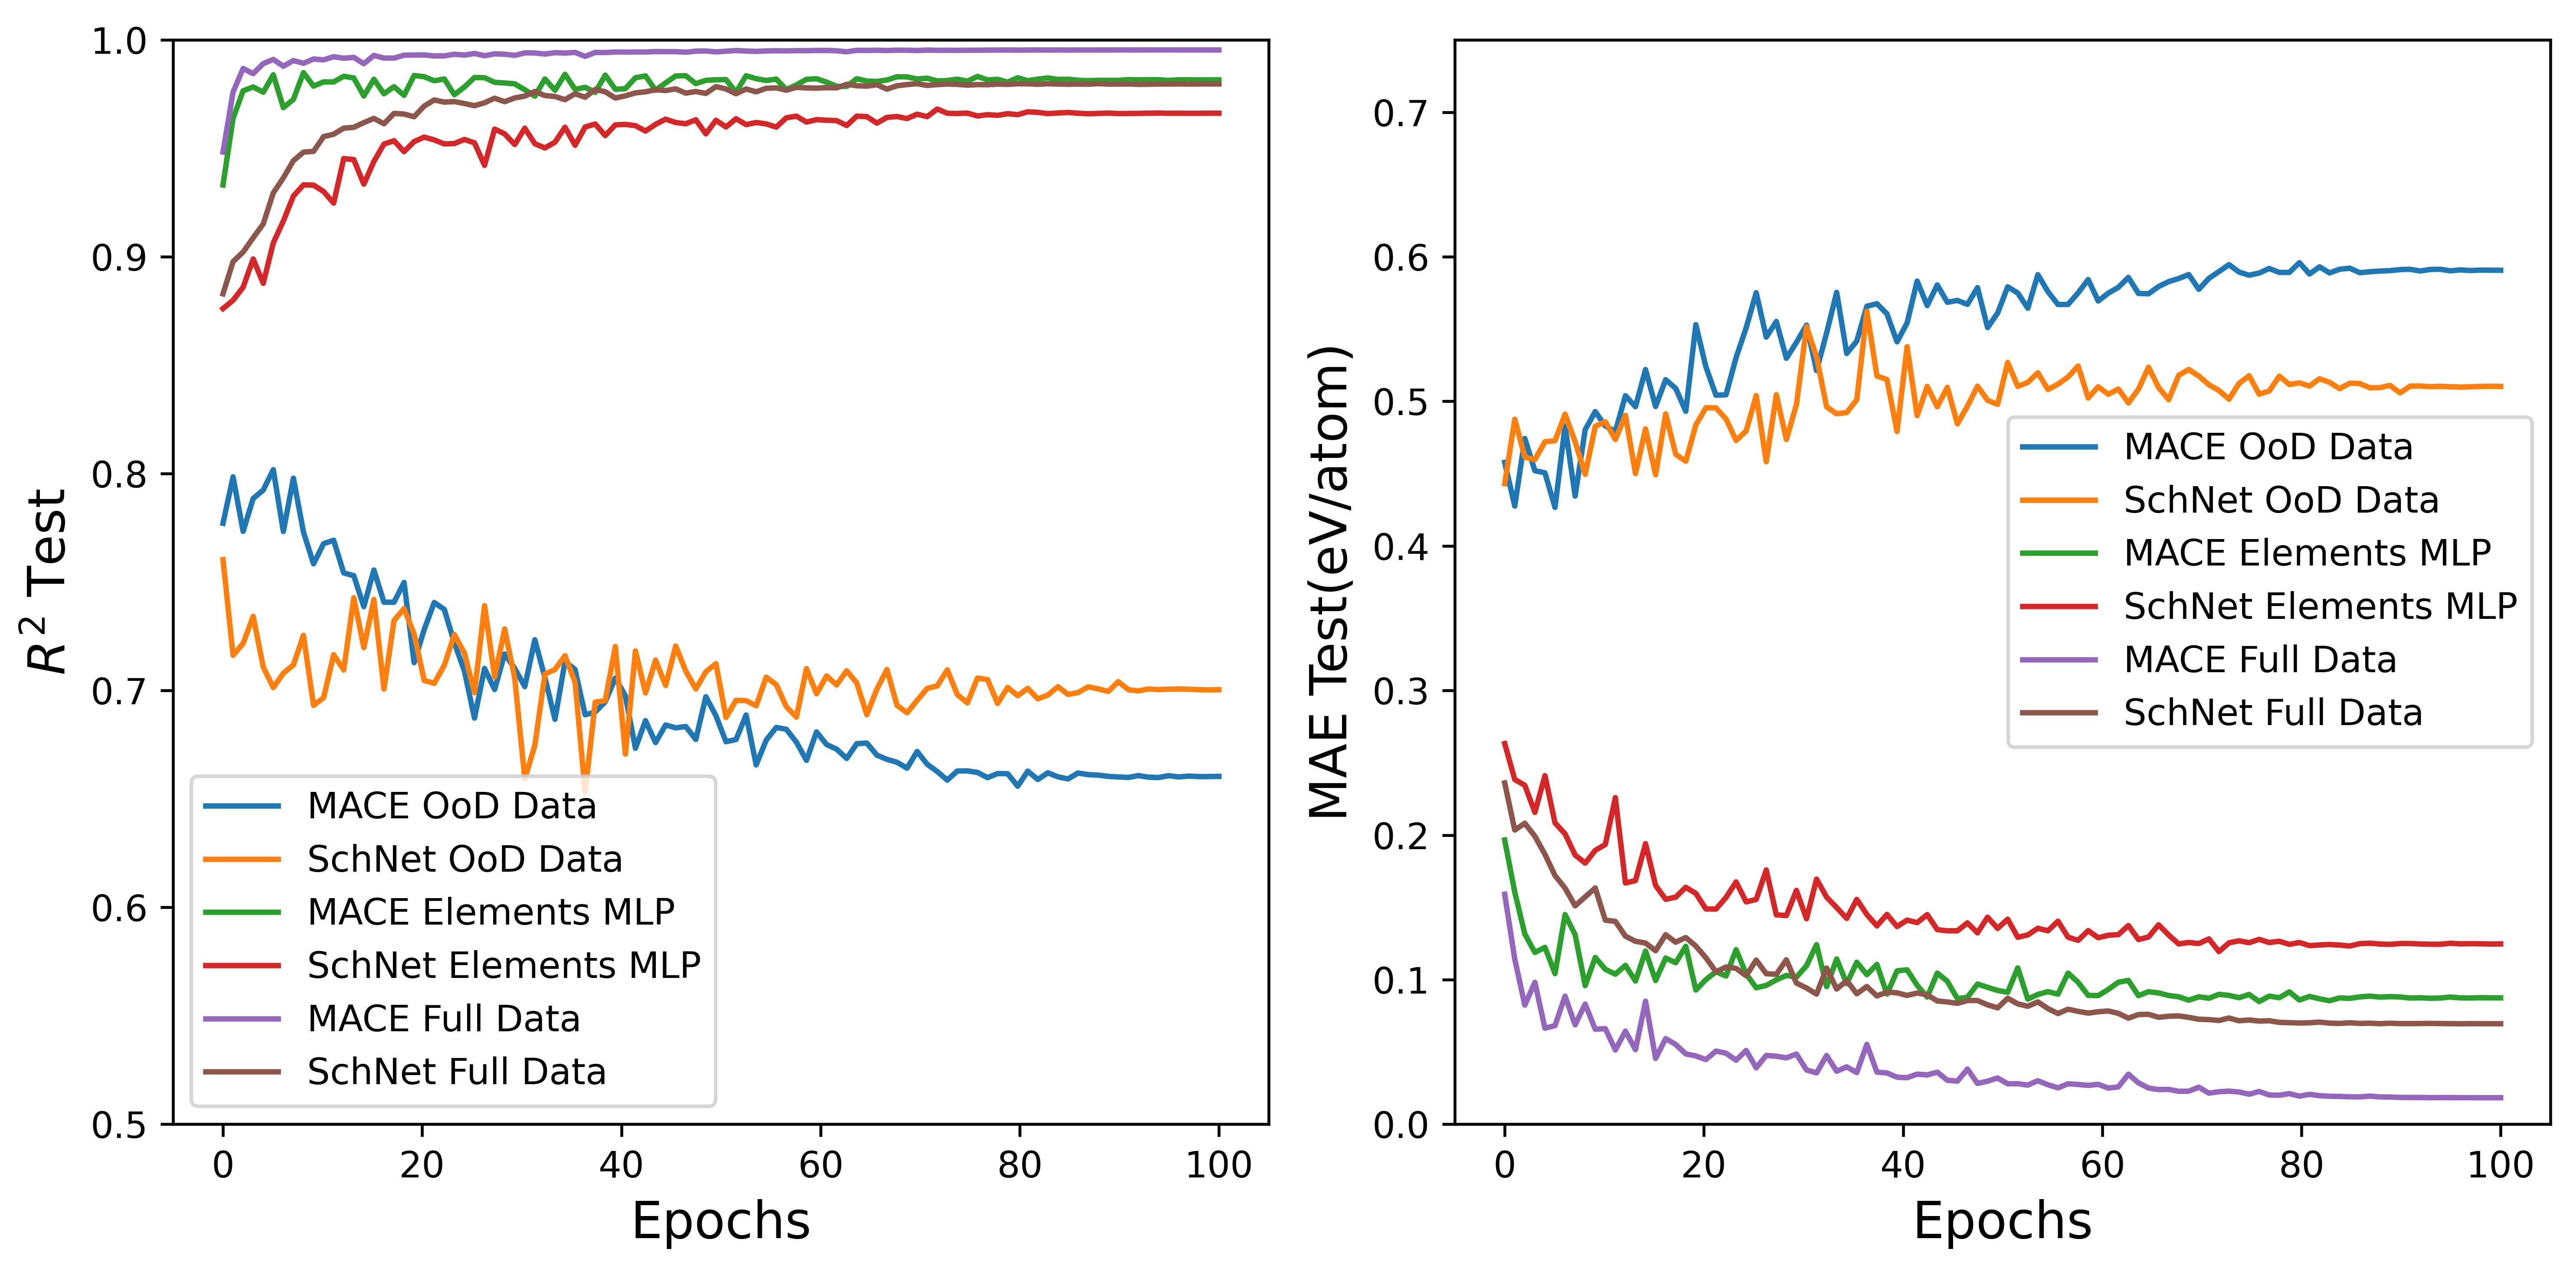 1.0
0.9
0.8
0.7
0.6
0.5
R² Test
MACE OoD Data
SchNet OoD Data
MACE Elements MLP
SchNet Elements MLP
MACE Full Data
SchNet Full Data
0 20 40 60 80 100
Epochs
0.7
0.6
0.5
0.4
0.3
0.2
0.1
0.0
MAE Test(eV/atom)
MACE OoD Data
SchNet OoD Data
MACE Elements MLP
SchNet Elements MLP
MACE Full Data
SchNet Full Data
0 20 40 60 80 100
Epochs